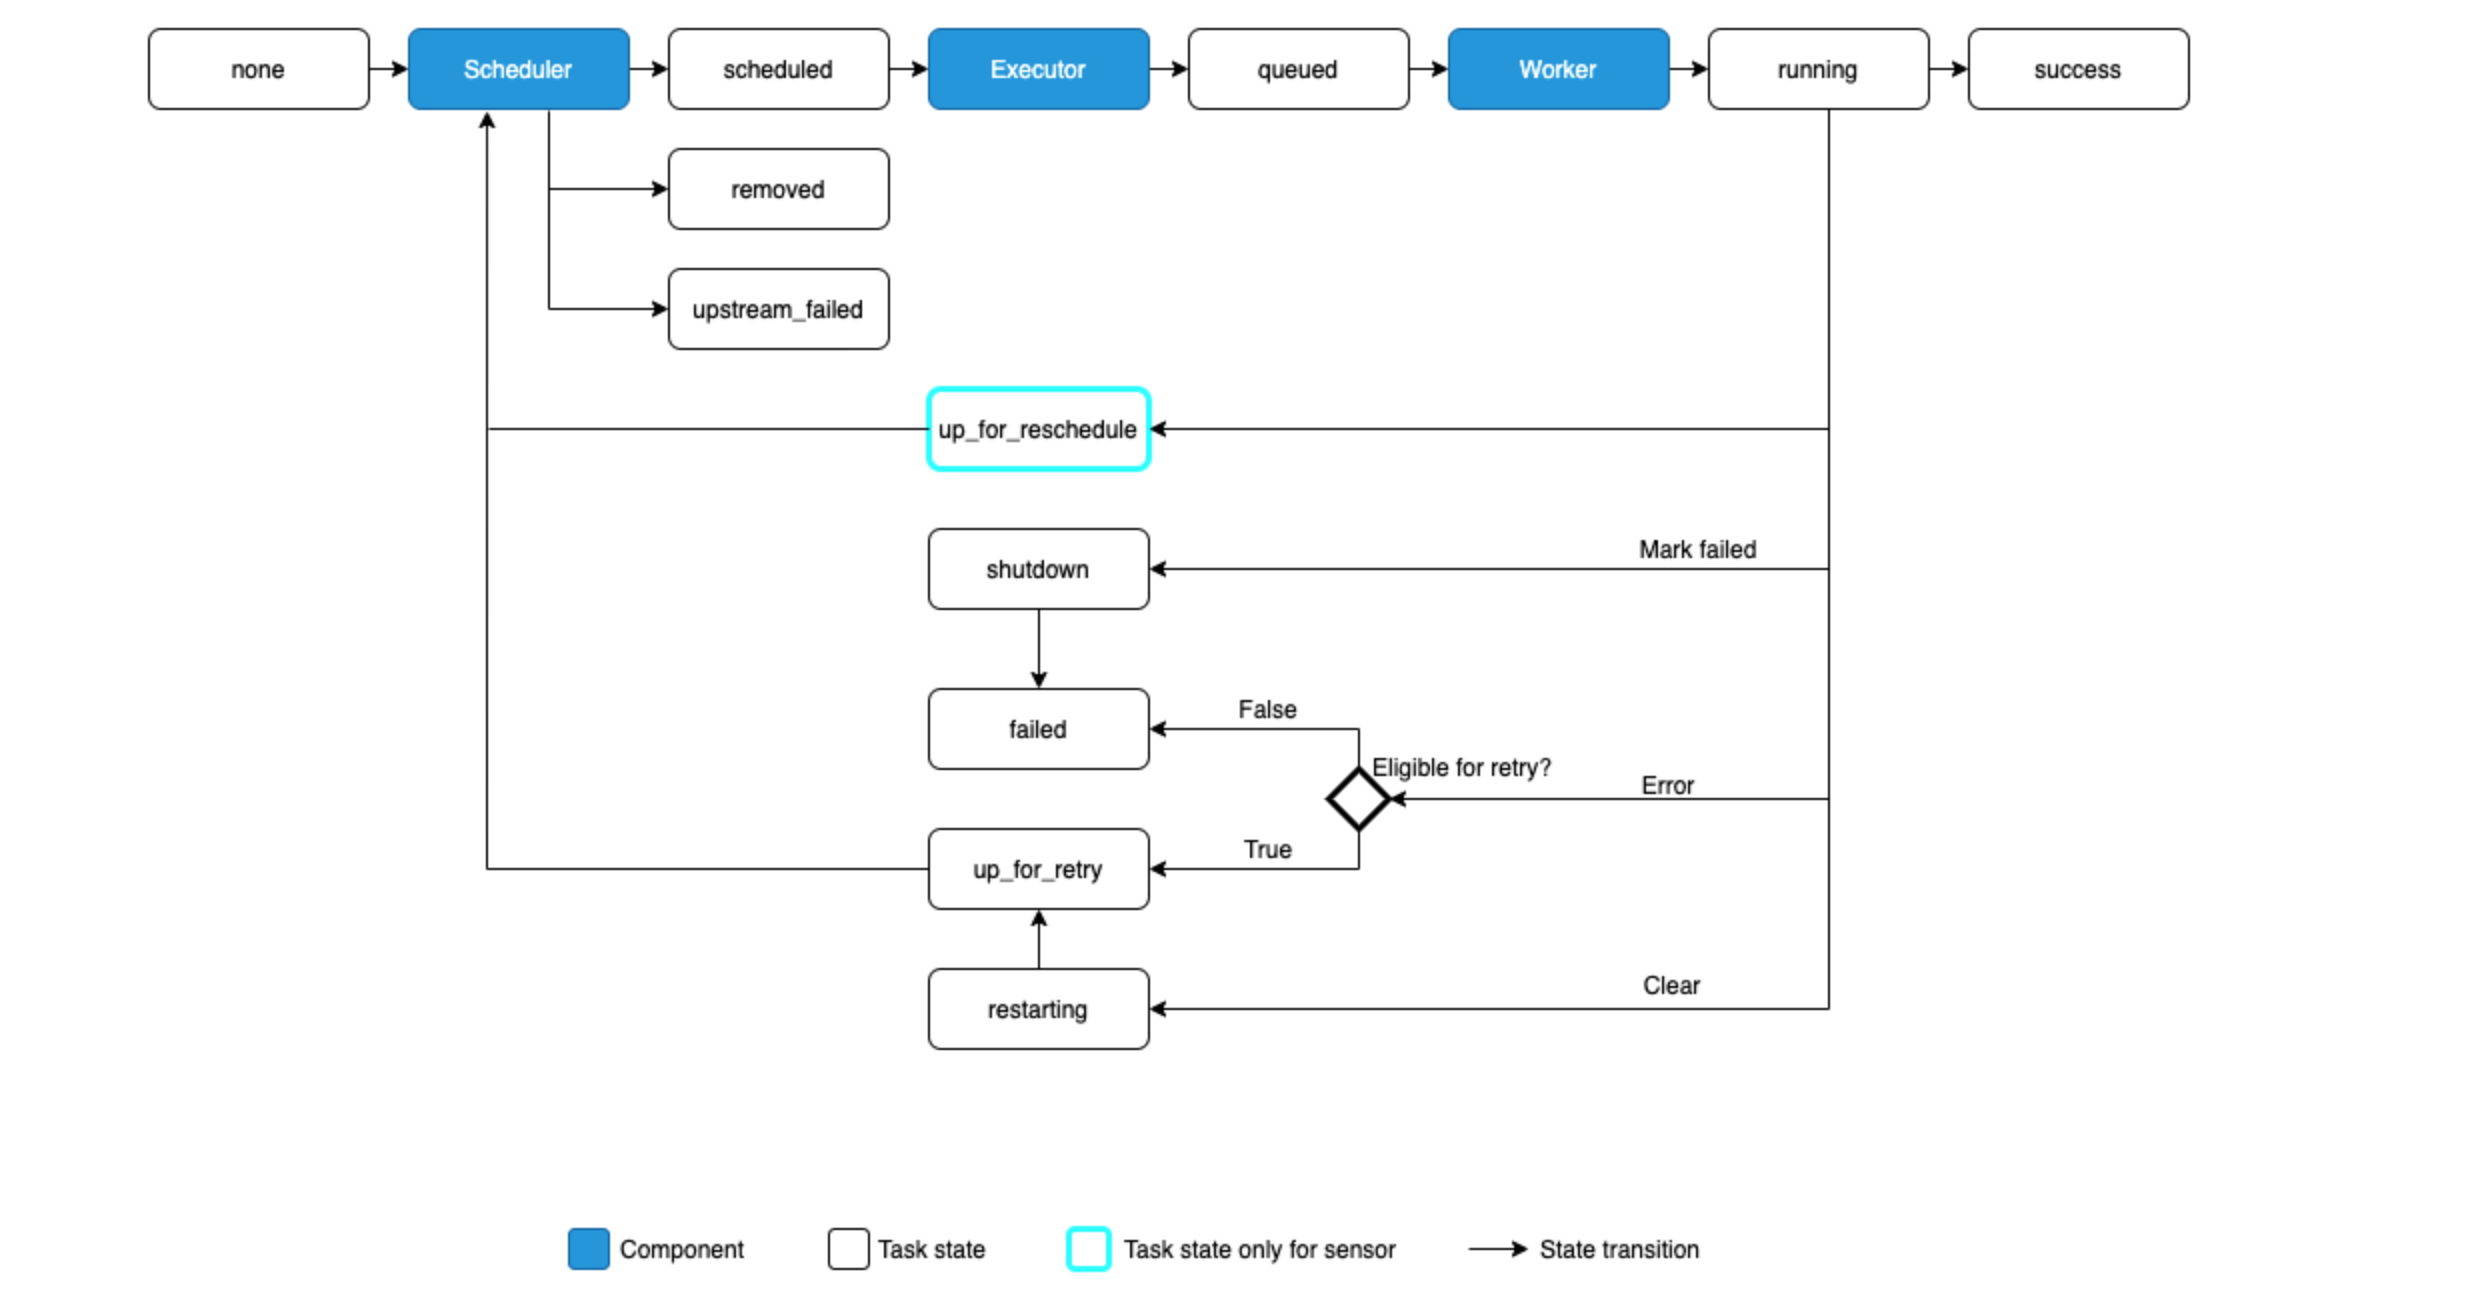 none
Scheduler
scheduled
Executor
queued
Worker
running
success
removed
upstream_failed
up_for_reschedule
Mark failed
shutdown
False
failed
Eligible for retry?
Error
True
up_for_retry
Clear
restarting
Component
Task state
Task state only for sensor
State transition